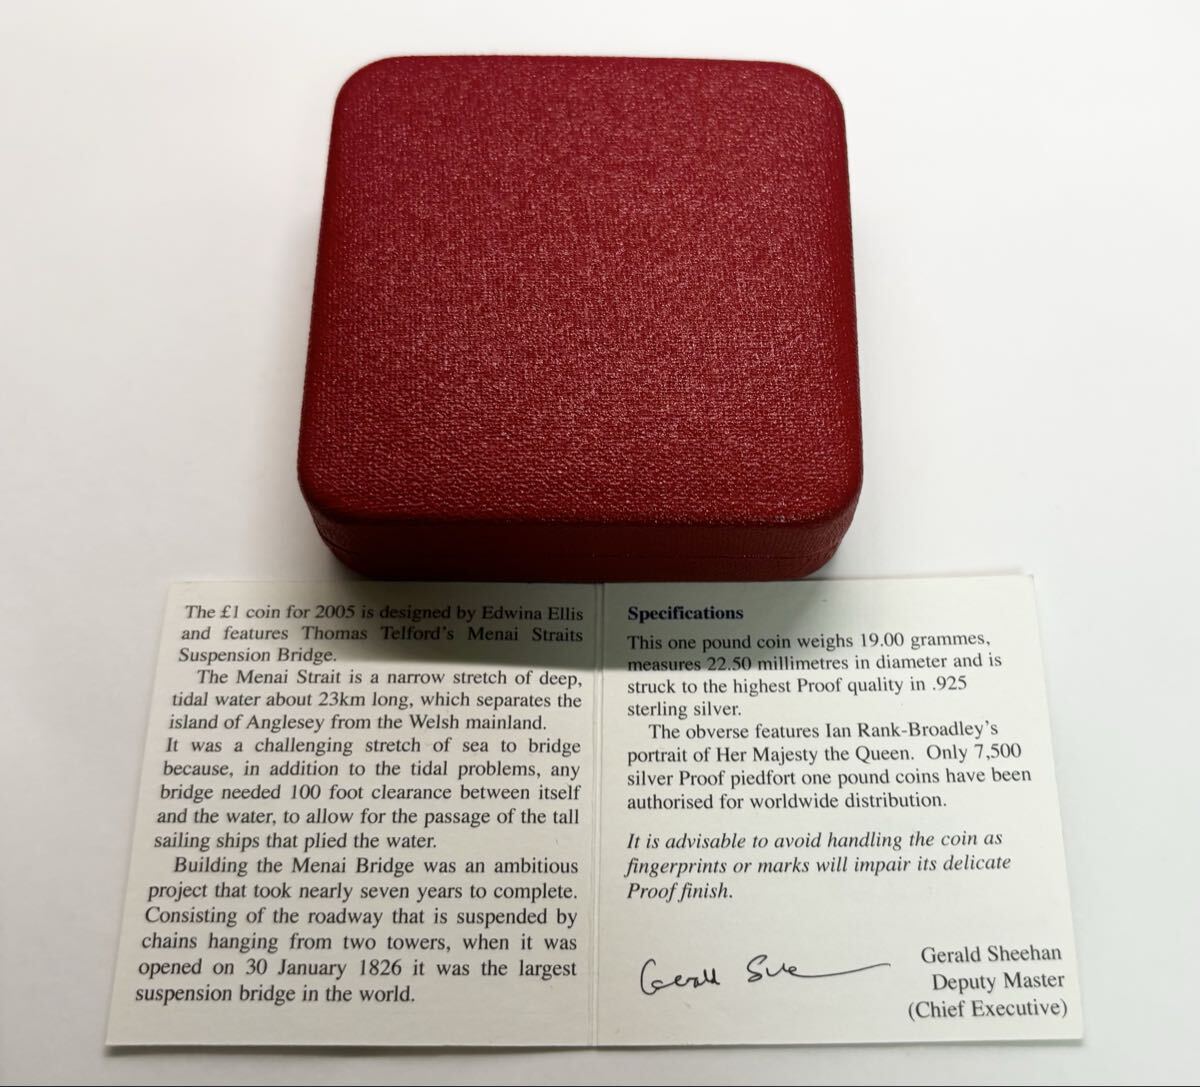 The £1 coin for 2005 is designed by Edwina Ellis
and features Thomas Telford's Menai Straits
Suspension Bridge.
The Menai Strait is a narrow stretch of deep,
tidal water about 23km long, which separates the
island of Anglesey from the Welsh mainland.
It was a challenging stretch of sea to bridge
because, in addition to the tidal problems, any
bridge needed 100 foot clearance between itself
and the water, to allow for the passage of the tall
sailing ships that plied the water.
Building the Menai Bridge was an ambitious
project that took nearly seven years to complete.
Consisting of the roadway that is suspended by
chains hanging from two towers, when it was
opened on 30 January 1826 it was the largest
suspension bridge in the world.
Specifications
This one pound coin weighs 19.00 grammes,
measures 22.50 millimetres in diameter and is
struck to the highest Proof quality in .925
sterling silver.
The obverse features Ian Rank-Broadley's
portrait of Her Majesty the Queen. Only 7,500
silver Proof piedfort one pound coins have been
authorised for worldwide distribution.
It is advisable to avoid handling the coin as
fingerprints or marks will impair its delicate
Proof finish.
Gerald
Gerald Sheehan
Deputy Master
(Chief Executive)